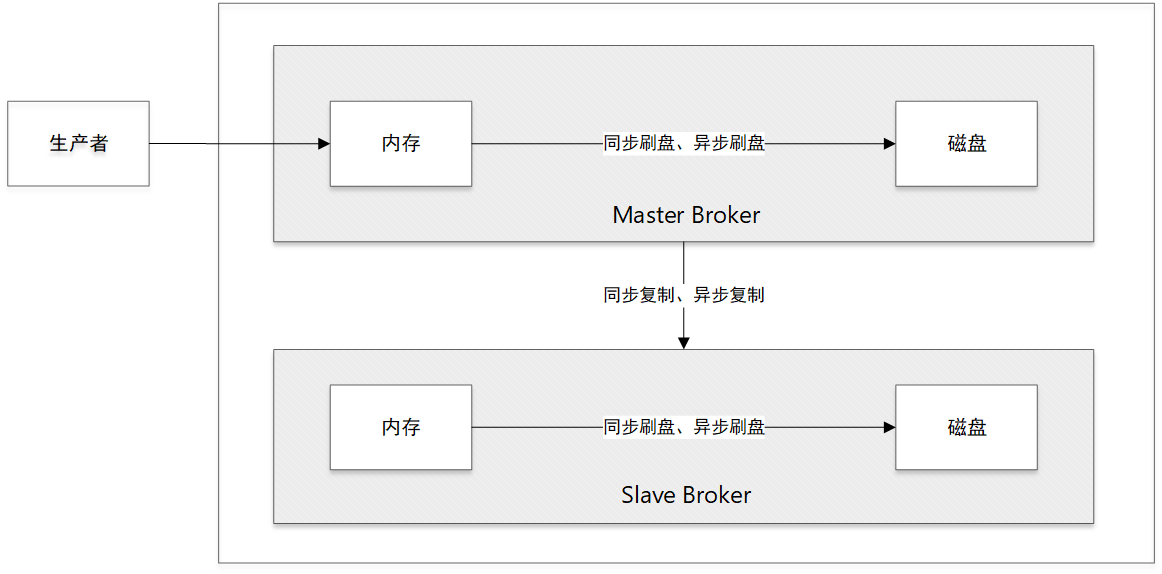 生产者
内存
同步刷盘、异步刷盘
磁盘
Master Broker
同步复制、异步复制
内存
同步刷盘、异步刷盘
磁盘
Slave Broker